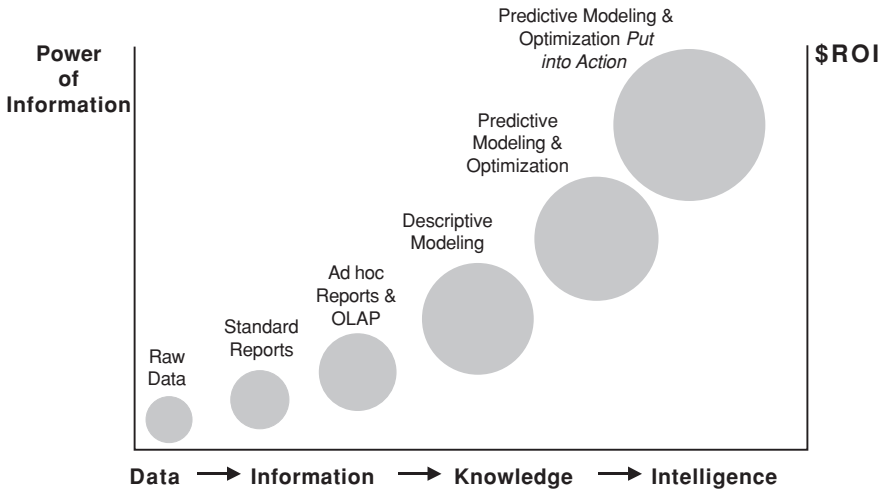 Predictive Modeling &
Optimization Put
into Action
Power
of
Information
$ROI
Predictive
Modeling &
Optimization
Descriptive
Modeling
Ad hoc
Reports &
OLAP
Standard
Reports
Raw
Data
Data Information Knowledge Intelligence